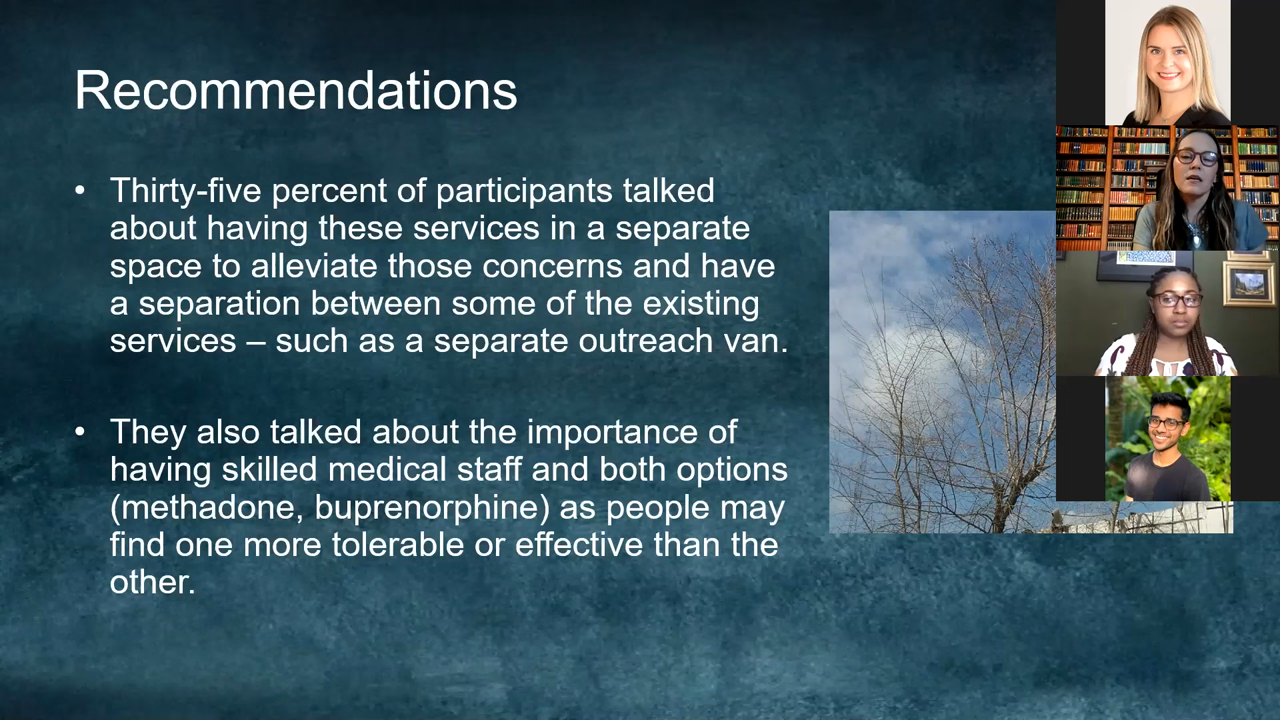 Recommendations
• Thirty-five percent of participants talked
about having these services in a separate
space to alleviate those concerns and have
a separation between some of the existing
services – such as a separate outreach van.
• They also talked about the importance of
having skilled medical staff and both options
(methadone, buprenorphine) as people may
find one more tolerable or effective than the
other.